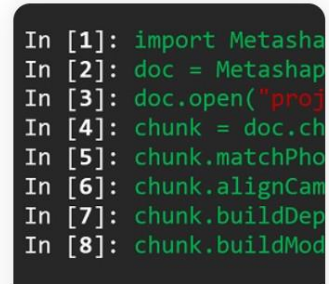 In [1]: import Metasha
In [2]: doc = Metashap
In [3]: doc.open("proj
In [4]: chunk = doc.ch
In [5]: chunk.matchPho
In [6]: chunk.alignCam
In [7]: chunk.buildDep
In [8]: chunk.buildMod